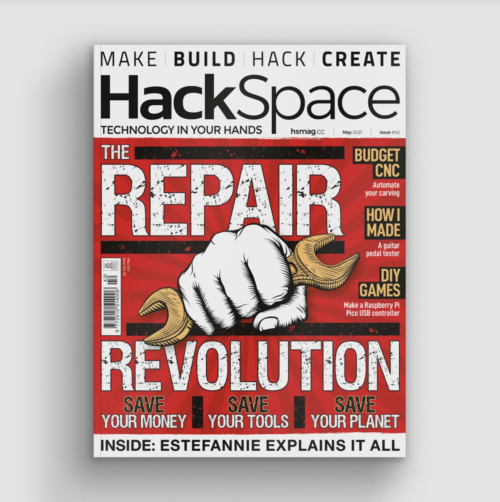 MAKE BUILD HACK CREATE
HackSpace
TECHNOLOGY IN YOUR HANDS hsmag.cc May 2021 Issue #42
THE
REPAIR
REVOLUTION
BUDGET
CNC
Automate
your carving
HOW I
MADE
A guitar
pedal tester
DIY
GAMES
Make a Raspberry Pi
Pico USB controller
SAVE
YOUR MONEY
SAVE
YOUR TOOLS
SAVE
YOUR PLANET
INSIDE: ESTEFANNIE EXPLAINS IT ALL